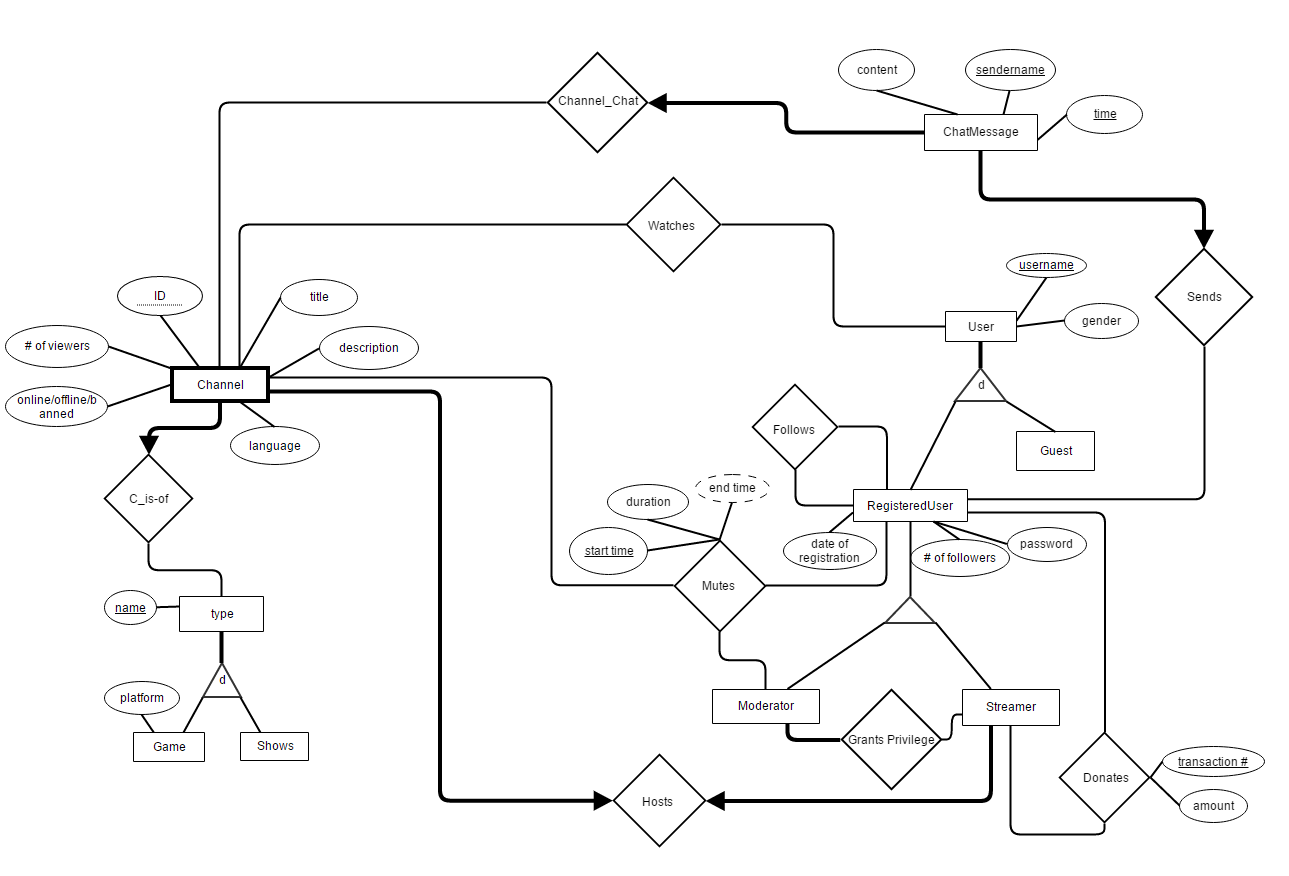 content
sendername
Channel_Chat
time
ChatMessage
Watches
username
ID
title
Sends
gender
User
# of viewers
description
Channel
d
online/offline/b
anned
Follows
language
Guest
end time
C_is-of
duration
RegisteredUser
date of
registration
password
start time
# of followers
Mutes
name
type
d
platform
Moderator
Streamer
Game
Shows
Grants Privilege
transaction #
Donates
Hosts
amount